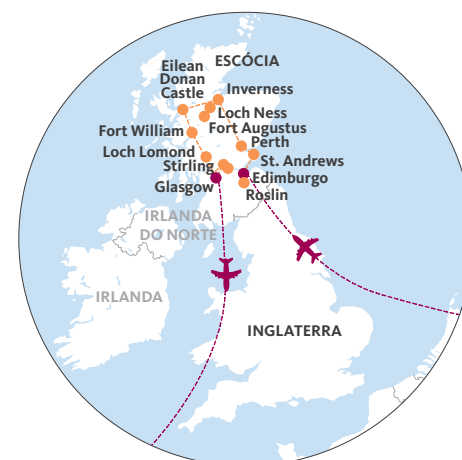 Eilean
Donan
Castle
ESCÓCIA
Inverness
Loch Ness
Fort Augustus
Fort William
Perth
Loch Lomond
St. Andrews
Stirling
Edimburgo
Glasgow
Roslin
IRLANDA
DO NORTE
IRLANDA
INGLATERRA